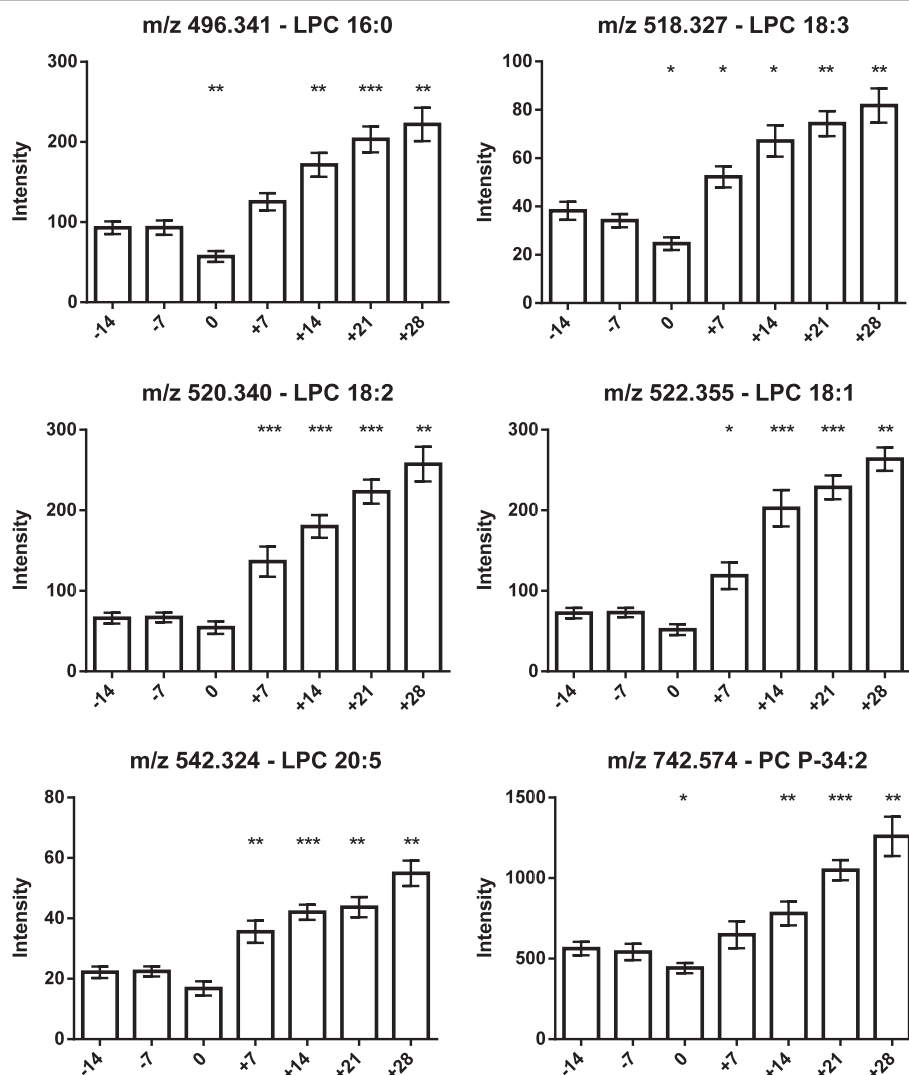 m/z 496.341 - LPC 16:0
** ** *** **
300
200
100
0
Intensity
-14 -7 0 +7 +14 +21 +28
m/z 518.327 - LPC 18:3
* * * ** **
100
80
60
40
20
0
Intensity
-14 -7 0 +7 +14 +21 +28
m/z 520.340 - LPC 18:2
*** *** *** **
300
200
100
0
Intensity
-14 -7 0 +7 +14 +21 +28
m/z 522.355 - LPC 18:1
* *** *** **
300
200
100
0
Intensity
-14 -7 0 +7 +14 +21 +28
m/z 542.324 - LPC 20:5
** *** ** **
80
60
40
20
0
Intensity
-14 -7 0 +7 +14 +21 +28
m/z 742.574 - PC P-34:2
* ** *** **
1500
1000
500
0
Intensity
-14 -7 0 +7 +14 +21 +28